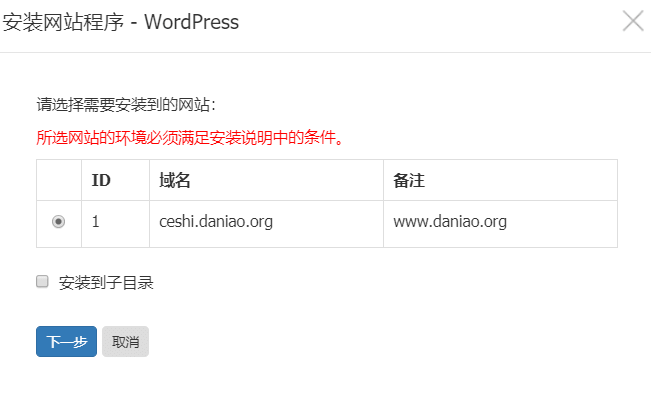 安装网站程序 - WordPress
请选择需要安装到的网站：
所选网站的环境必须满足安装说明中的条件。
ID 域名 备注
1 ceshi.daniao.org www.daniao.org
安装到子目录
下一步 取消